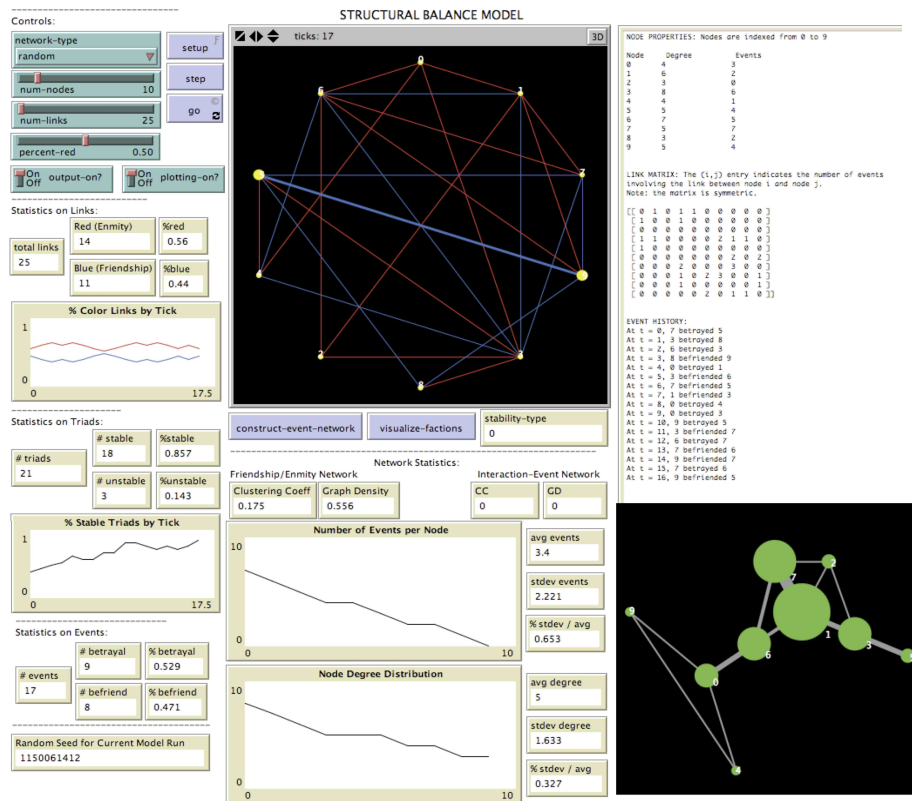 STRUCTURAL BALANCE MODEL
Controls:
network-type
random
num-nodes 10
num-links 25
percent-red 0.50
setup
step
go
On
Off
output-on?
On
Off
plotting-on?
Statistics on Links:
total links
25
Red (Enmity)
14
%red
0.56
Blue (Friendship)
11
%blue
0.44
% Color Links by Tick
1
0
0 17.5
Statistics on Triads:
# triads
21
# stable
18
%stable
0.857
# unstable
3
%unstable
0.143
% Stable Triads by Tick
1
0
0 17.5
Statistics on Events:
# events
17
# betrayal
9
% betrayal
0.529
# befriend
8
% befriend
0.471
Random Seed for Current Model Run
1150061412
ticks: 17
3D
0
1
6
7
4
2
3
8
construct-event-network
visualize-factions
stability-type
0
Network Statistics:
Friendship/Enmity Network
Interaction-Event Network
Clustering Coeff
0.175
Graph Density
0.556
CC
0
GD
0
Number of Events per Node
10
0
0 10
avg events
3.4
stdev events
2.221
% stdev / avg
0.653
Node Degree Distribution
10
0
0 10
avg degree
5
stdev degree
1.633
% stdev / avg
0.327
NODE PROPERTIES: Nodes are indexed from 0 to 9
Node Degree Events
0 4 3
1 6 2
2 3 0
3 8 6
4 4 1
5 5 4
6 7 5
7 5 7
8 3 2
9 5 4
LINK MATRIX: The (i,j) entry indicates the number of events
involving the link between node i and node j.
Note: the matrix is symmetric.
[[ 0 1 0 1 1 0 0 0 0 0 ]
[ 1 0 0 1 0 0 0 0 0 0 ]
[ 0 0 0 0 0 0 0 0 0 0 ]
[ 1 1 0 0 0 0 2 1 1 0 ]
[ 1 0 0 0 0 0 0 0 0 0 ]
[ 0 0 0 0 0 0 0 2 0 2 ]
[ 0 0 0 2 0 0 0 3 0 0 ]
[ 0 0 0 1 0 2 3 0 0 1 ]
[ 0 0 0 1 0 0 0 0 0 1 ]
[ 0 0 0 0 0 2 0 1 1 0 ]]
EVENT HISTORY:
At t = 0, 7 betrayed 5
At t = 1, 3 betrayed 8
At t = 2, 6 betrayed 3
At t = 3, 8 befriended 9
At t = 4, 0 betrayed 1
At t = 5, 3 befriended 6
At t = 6, 7 befriended 5
At t = 7, 1 befriended 3
At t = 8, 0 betrayed 4
At t = 9, 0 betrayed 3
At t = 10, 9 betrayed 5
At t = 11, 3 befriended 7
At t = 12, 6 betrayed 7
At t = 13, 7 befriended 6
At t = 14, 9 befriended 7
At t = 15, 7 betrayed 6
At t = 16, 9 befriended 5
7
2
9
1
3
6
0
4